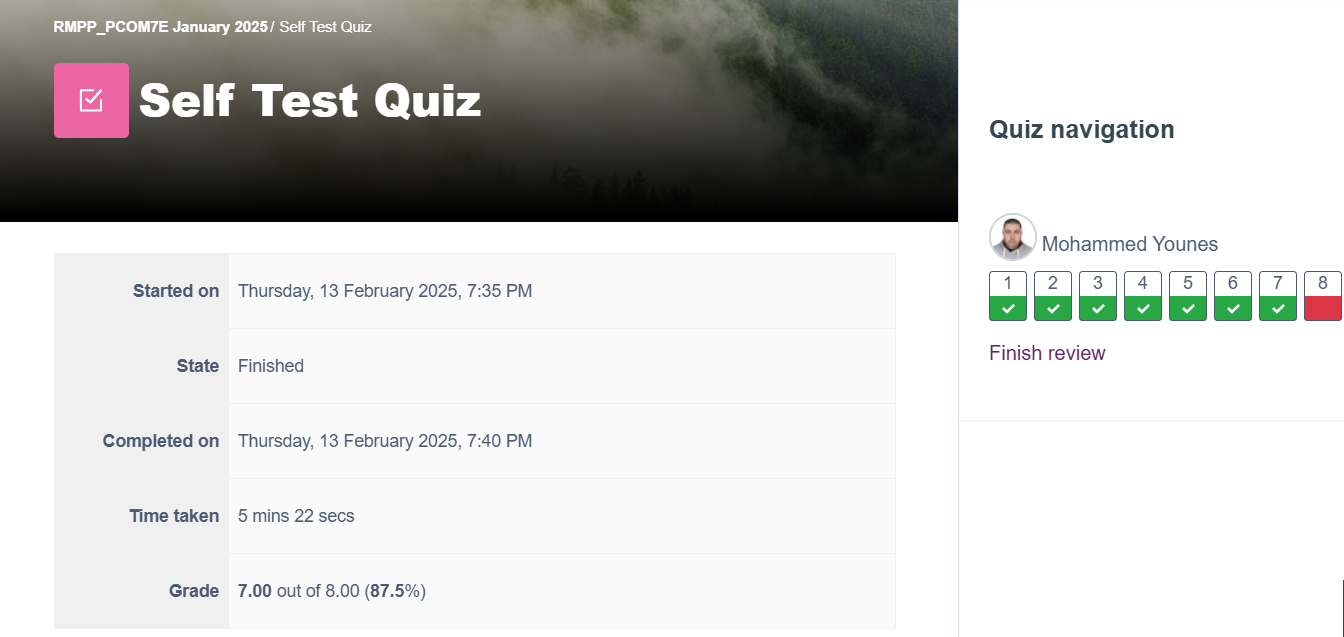 RMPP_PCOM7E January 2025 / Self Test Quiz
Self Test Quiz
Started on Thursday, 13 February 2025, 7:35 PM
State Finished
Completed on Thursday, 13 February 2025, 7:40 PM
Time taken 5 mins 22 secs
Grade 7.00 out of 8.00 (87.5%)
Quiz navigation
Mohammed Younes
1 2 3 4 5 6 7 8
Finish review